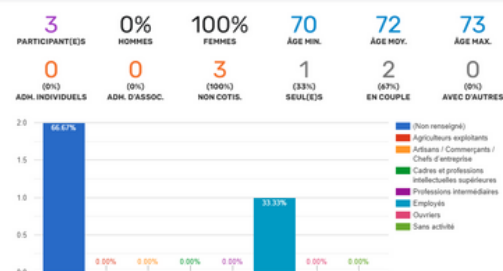 3 0% 100% 70 72 73
PARTICIPANT(E)S HOMMES FEMMES ÂGE MIN. ÂGE MOY. ÂGE MAX.
0 0 3 1 2 0
(0%) (0%) (100%) (33%) (67%) (0%)
ADH. INDIVIDUELS ADH. D'ASSOC. NON COTIS. SEUL(E)S EN COUPLE AVEC D'AUTRES
2.0
66.67%
1.5
1.0
33.33%
0.5
0.00% 0.00% 0.00% 0.00% 0.00% 0.00%
0.0
(Non renseigné)
Agriculteurs exploitants
Artisans / Commerçants /
Chefs d'entreprise
Cadres et professions
intellectuelles supérieures
Professions intermédiaires
Employés
Ouvriers
Sans activité